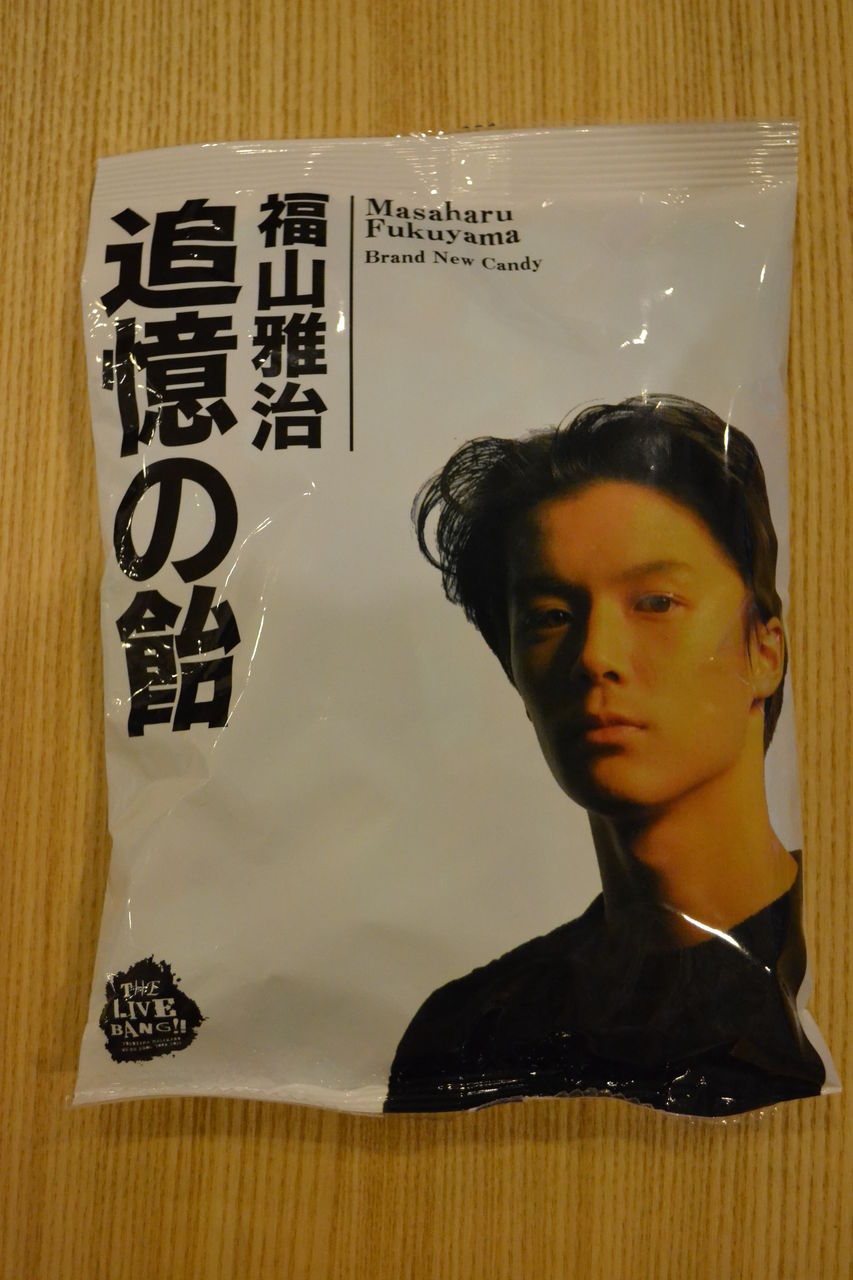 福山雅治
追憶の飴
Masaharu
Fukuyama
Brand New Candy
THE
LIVE
BANG!!